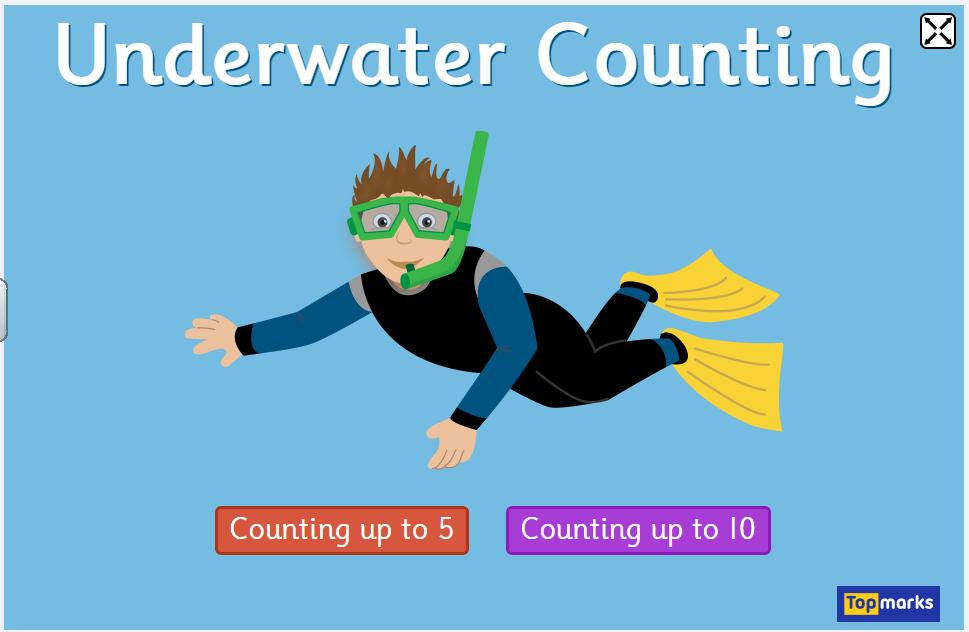 Underwater Counting
Counting up to 5
Counting up to 10
Topmarks